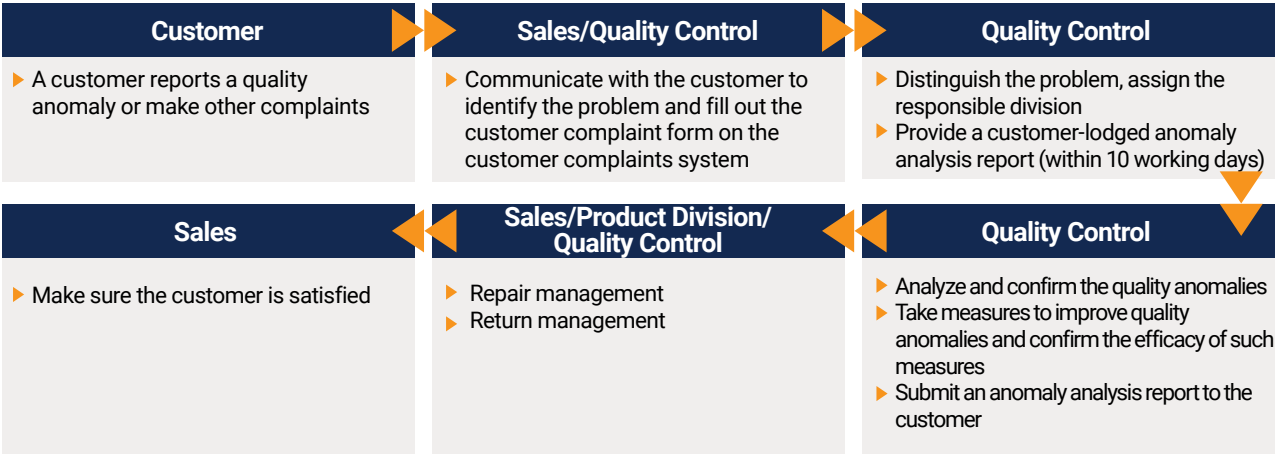 Customer
A customer reports a quality
anomaly or make other complaints
Sales/Quality Control
Communicate with the customer to
identify the problem and fill out the
customer complaint form on the
customer complaints system
Quality Control
Distinguish the problem, assign the
responsible division
Provide a customer-lodged anomaly
analysis report (within 10 working days)
Quality Control
Analyze and confirm the quality anomalies
Take measures to improve quality
anomalies and confirm the efficacy of such
measures
Submit an anomaly analysis report to the
customer
Sales/Product Division/
Quality Control
Repair management
Return management
Sales
Make sure the customer is satisfied